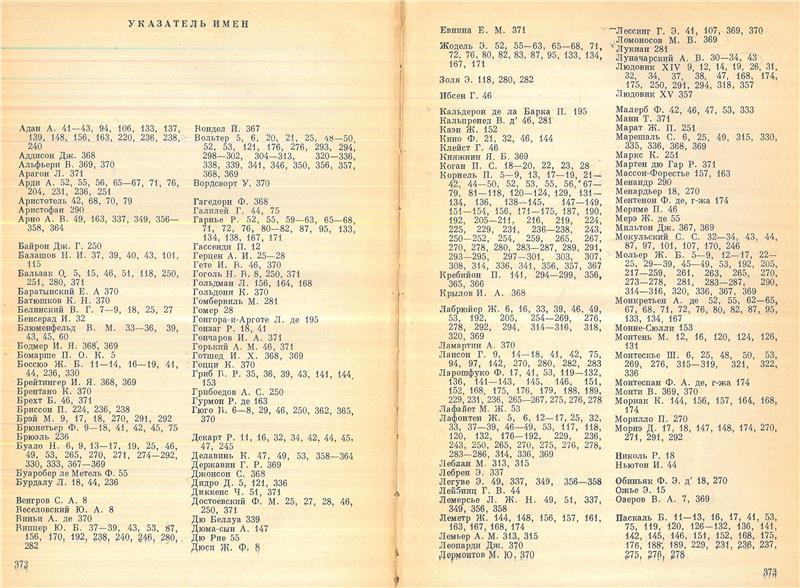 УКАЗАТЕЛЬ ИМЕН
Адан А. 41—43, 94, 106, 133, 137,
139, 148, 156, 163, 220, 236, 238,
240
Аддисон Дж. 368
Альфьери В. 369, 370
Арагон Л. 371
Арди А. 52, 55, 56, 65—67, 71, 76,
204, 231, 236, 251
Аристотель 42, 68, 70, 79
Аристофан 290
Арно А. В. 49, 163, 337, 349, 356—
358, 364
Байрон Дж. Г. 250
Балашов Н. И. 37, 39, 40, 43, 101,
115
Бальзак О. 5, 15, 46, 51, 118, 250,
251, 280, 371
Баратынский Е. А 370
Батюшков К. Н. 370
Белинский В. Г. 7—9, 18, 25, 27
Бенсерад И. 32
Блюменфельд В. М. 33—36, 39,
43, 45, 60
Бодмер И. Я. 368, 369
Бомарше П. О. К. 5
Боссюэ Ж. Б. 11—14, 16—19, 41,
44, 236, 330
Брейтингер И. Я. 368, 369
Брентано К. 370
Брехт Б. 46, 371
Бриссон П. 224, 236, 238
Брэй М. 9, 17, 18, 270, 291, 292
Брюнетьер Ф. 9—18, 41, 42, 45, 75
Брюэль 236
Буало Н. 6, 9, 13—17, 19, 25, 46,
49, 53, 265, 270, 271, 274—292,
330, 333, 367—369
Буаробер ле Метель Ф. 55
Бурдалу Л. 18, 44, 236
Венгров С. А. 8
Веселовский Ю. А. 8
Виньи А. де 370
Виппер Ю. Б. 37—39, 43, 53, 87,
156, 170, 192, 238, 240, 246, 280,
282
372
Вондел Й. 367
Вольтер 5, 6, 20, 21, 25, 48—50,
52, 53, 121, 176, 276, 293, 294,
298—302, 304—313, 320—336,
338, 339, 341, 346, 350, 356, 357,
368, 369
Вордсворт У. 370
Гагедорн Ф. 368
Галилей Г. 44, 75
Гарнье Р. 52, 55, 59—63, 65—68,
71, 72, 76, 80—82, 87, 95, 133,
134, 138, 167, 171
Гассенди П. 12
Герцен А. И. 25—28
Гете И. В. 46, 370
Гоголь Н. В. 8, 250, 371
Гольдман Л. 156, 164, 168
Гольдони К. 370
Гомбервиль М. 281
Гомер 28
Гонгора-и-Арготе Л. де 195
Гонзаг Р. 18, 41
Гончаров И. А. 371
Горький А. М. 46, 371
Готшед И. Х. 368, 369
Гоцци К. 370
Гриб В. Р. 35, 36, 39, 43, 141, 144,
153
Грибоедов А. С. 250
Гурмон Р. де 163
Гюго В. 6—8, 29, 46, 250, 362, 365,
370
Декарт Р. 11, 16, 32, 34, 42, 44, 45,
47, 245
Делавинь К. 47, 49, 53, 358—364
Державин Г. Р. 369
Джонсон С. 368
Дидро Д. 5, 121, 336
Диккенс Ч. 51, 371
Достоевский Ф. М. 25, 27, 28, 46,
250, 371
Дю Беллуа 339
Дюма-сын А. 147
Дю Рие 55
Дюси Ж. Ф. 8
Евнина Е. М. 371
Жодель Э. 52, 55—63, 65—68, 71,
72, 76, 80, 82, 83, 87, 95, 133, 134,
167, 171
Золя Э. 118, 280, 282
Ибсен Г. 46
Кальдерон де ла Барка П. 195
Кальпренед В. д' 46, 281
Каэн Ж. 152
Кино Ф. 21, 32, 46, 144
Клейст Г. 46
Княжнин Я. Б. 369
Коган П. С. 18—20, 22, 23, 28
Корнель П. 5—9, 13, 17—19, 21—
42, 44—50, 52, 53, 55, 56, 67—
79, 81—118, 120—124, 129, 131—
134, 136, 138—145, 147—149,
151—154, 156, 171—175, 187, 190,
192, 205—211, 216, 219, 224,
225, 229, 231, 236—238, 243,
250—252, 254, 259, 265, 267,
270, 278, 280, 283—287, 289, 291,
293—295, 297—301, 303, 307,
308, 314, 336, 341, 356, 357, 367
Кребийон П. 141, 294—299, 356,
365, 366
Крылов И. А. 368
Лабрюйер Ж. 6, 16, 33, 39, 46, 49,
53, 192, 205, 254—269, 276,
278, 292, 294, 314—316, 318,
320, 369
Ламартин А. 370
Лансон Г. 9, 14—18, 41, 42, 75,
94, 97, 142, 270, 280, 282, 283
Ларошфуко Ф. 17, 41, 53, 119—132,
136, 141—143, 145, 146, 151,
152, 168, 175, 176, 179, 188, 189,
229, 231, 236, 265—267, 275, 276, 278
Лафайет М. Ж. 53
Лафонтен Ж. 5, 6, 12—17, 25, 32,
33, 37—39, 46—49, 53, 117, 118,
120, 132, 176—192, 229, 236,
243, 250, 265, 270, 275, 276, 278,
283—286, 314, 336, 369
Леблан М. 313, 315
Лебрен Э. 337
Легуве Э. 49, 337, 349, 356—358
Лейбниц Г. В. 44
Лемерсье Л. Ж. Н. 49, 51, 337,
349, 356, 358
Леметр Ж. 144, 148, 156, 157, 161,
163, 167, 168, 174
Лемьер А. М. 313, 315
Леопарди Дж. 370
Лермонтов М. Ю. 370
Лессинг Г. Э. 41, 107, 369, 370
Ломоносов М. В. 369
Лукиан 281
Луначарский А. В. 30—34, 43
Людовик XIV 9, 12, 14, 19, 26, 31,
32, 34, 37, 38, 47, 168, 174,
175, 250, 291, 294, 318, 357
Людовик XV 357
Малерб Ф. 42, 46, 47, 53, 333
Манн Т. 371
Марат Ж. П. 251
Марешаль С. 6, 25, 49, 315, 330,
335, 336, 368, 369
Маркс К. 251
Мартен дю Гар Р. 371
Массон-Форестье 157, 163
Менандр 290
Менардьер 18, 270
Ментенон Ф. де, г-жа 174
Мериме П. 46
Мерэ Ж. де 55
Мильтон Дж. 367, 369
Мокульский С. С. 32—34, 43, 44,
87, 97, 101, 107, 170, 246
Мольер Ж. Б. 5—9, 12—17, 22—
25, 29—39, 45—49, 53, 192, 205,
217—259, 261, 263, 265, 270,
273—278, 281, 283—287, 290,
314—316, 320, 336, 367, 369
Монкретьен А. де 52, 55, 62—65,
67, 68, 71, 72, 76, 80, 82, 87, 95,
133, 134, 167
Монне-Сюлли 153
Монтень М. 12, 16, 120, 124, 126,
131
Монтескье Ш. 6, 25, 48, 50, 53,
269, 276, 315—319, 321, 322,
336
Монтеспан Ф. А. де, г-жа 174
Монти В. 369, 370
Мориак К. 144, 156, 157, 164, 168,
174
Морилло П. 270
Морнэ Д. 17, 18, 147, 148, 174, 270,
271, 291, 292
Николь Р. 18
Ньютон И. 44
Обиньяк Ф. Э. д' 18, 270
Ожье Э. 15
Озеров В. А. 7, 369
Паскаль Б. 11—13, 16, 17, 41, 53,
75, 119, 120, 126—132, 136, 141,
142, 145, 146, 151, 152, 168, 175,
176, 188, 189, 229, 231, 236, 237,
275, 276, 278
373